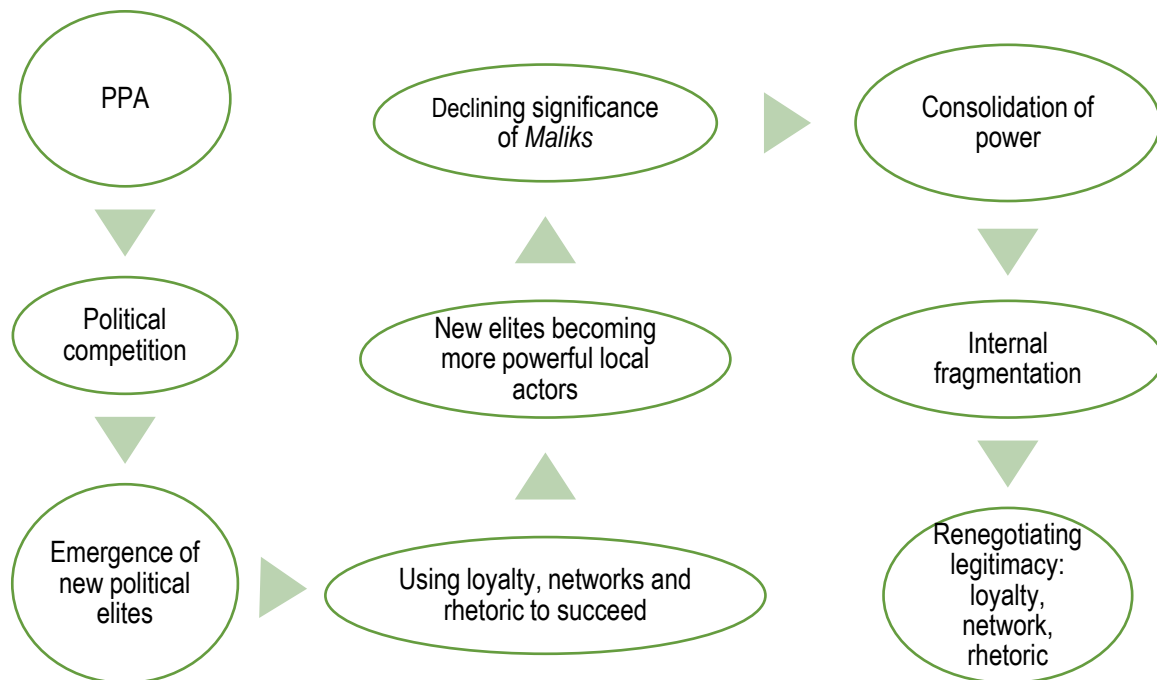 PPA
Political
competition
Emergence of
new political
elites
Using loyalty, networks and
rhetoric to succeed
New elites becoming
more powerful local
actors
Declining significance
of Maliks
Consolidation of
power
Internal
fragmentation
Renegotiating
legitimacy:
loyalty,
network,
rhetoric